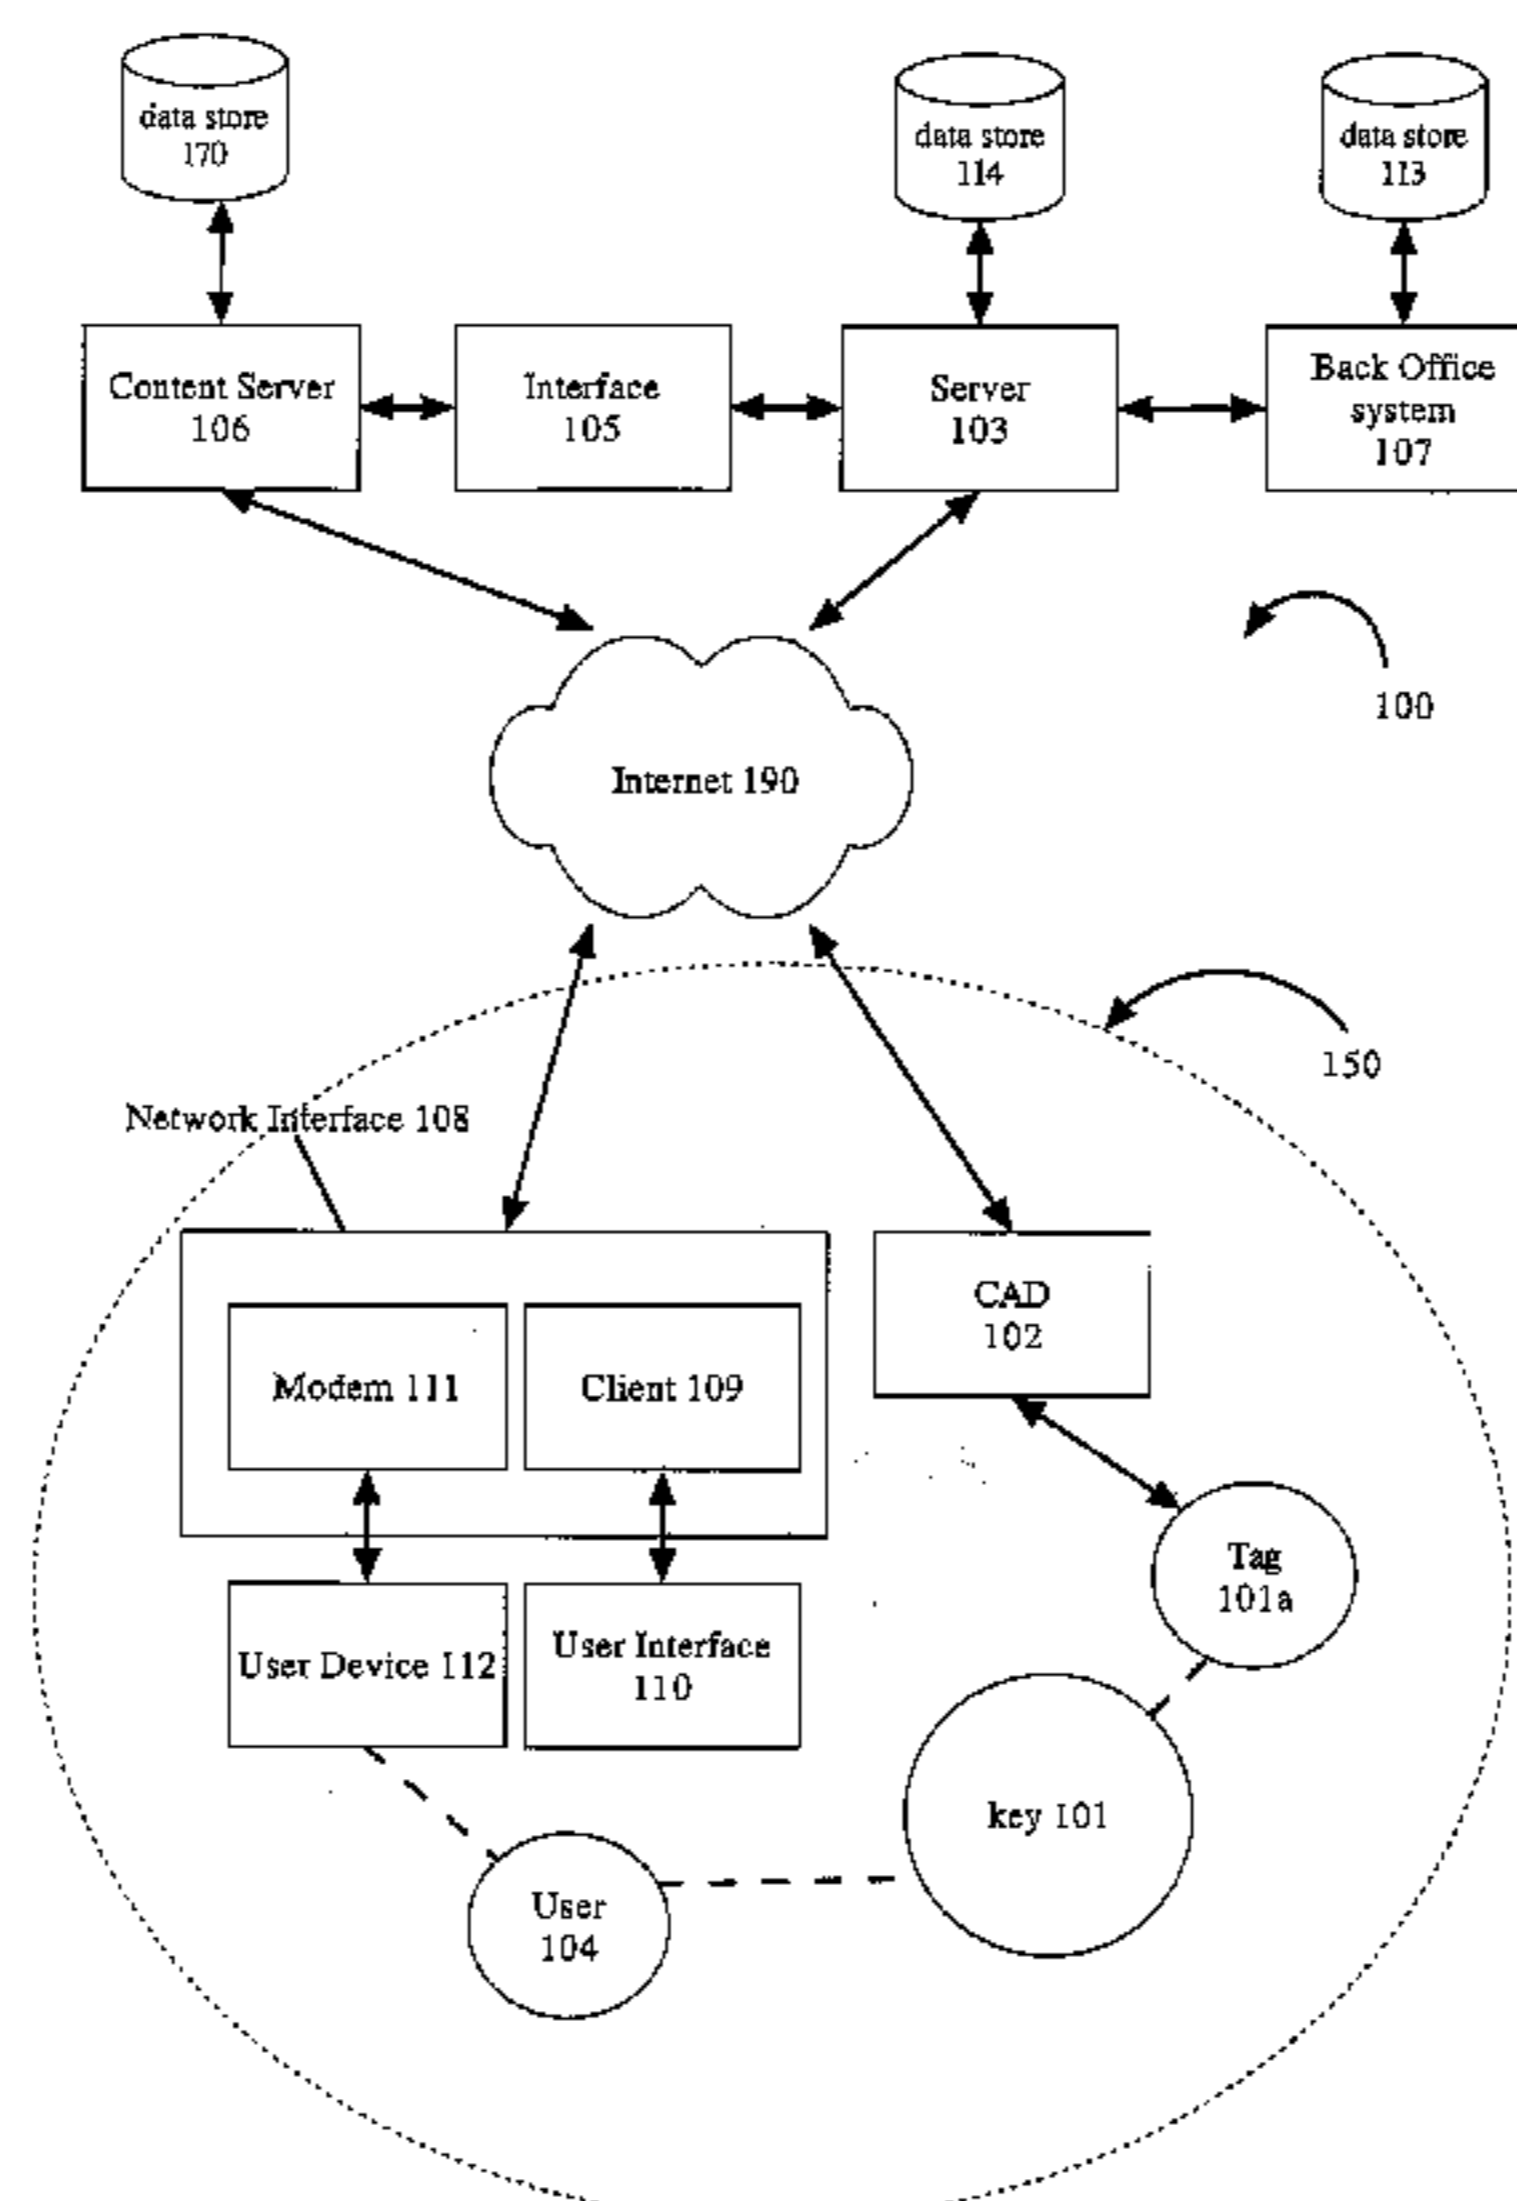 data store
170
data store
114
data store
113
Content Server
106
Interface
105
Server
103
Back Office
system
107
100
Internet 190
150
Network Interface 108
CAD
102
Modem 111
Client 109
Tag
101a
User Device 112
User Interface
110
key 101
User
104